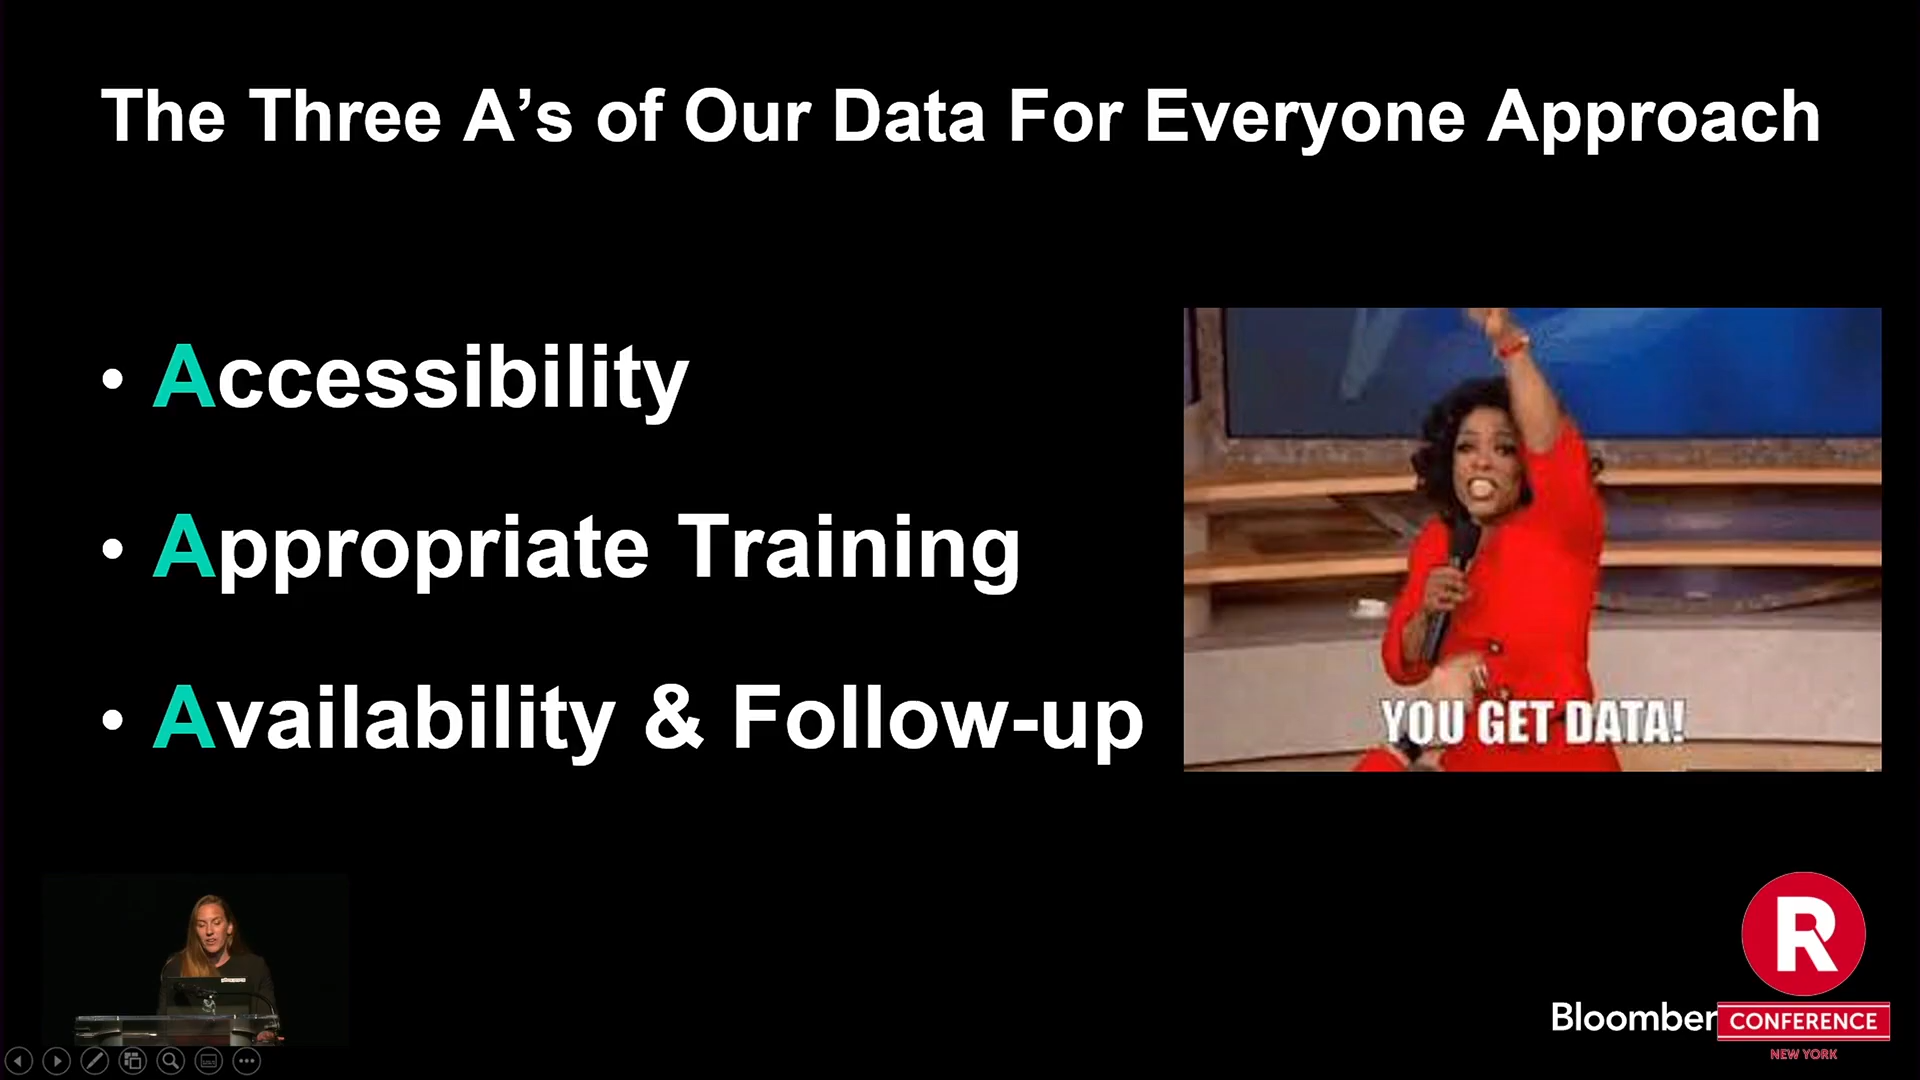 The Three A’s of Our Data For Everyone Approach
• Accessibility
• Appropriate Training
• Availability & Follow-up
YOU GET DATA!
R
Bloomber
CONFERENCE
NEW YORK